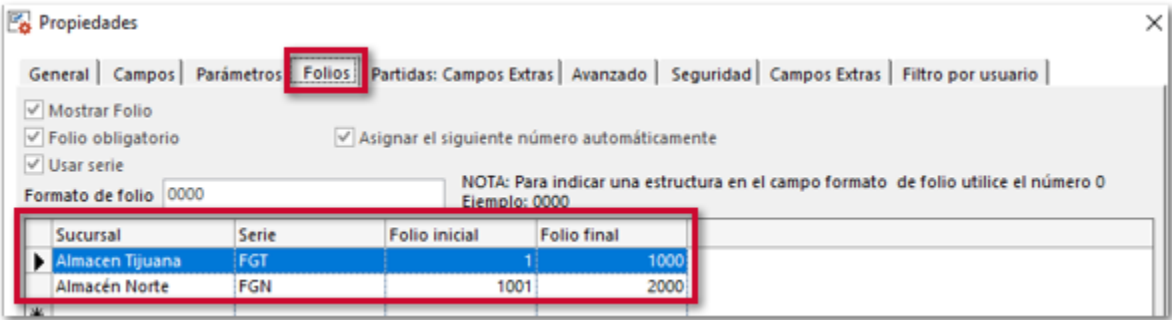 Propiedades
General Campos Parámetros Folios Partidas: Campos Extras Avanzado Seguridad Campos Extras Filtro por usuario
Mostrar Folio
Folio obligatorio Asignar el siguiente número automáticamente
Usar serie
Formato de folio 0000 NOTA: Para indicar una estructura en el campo formato de folio utilice el número 0
Ejemplo: 0000
Sucursal Serie Folio inicial Folio final
Almacen Tijuana FGT 1 1000
Almacén Norte FGN 1001 2000